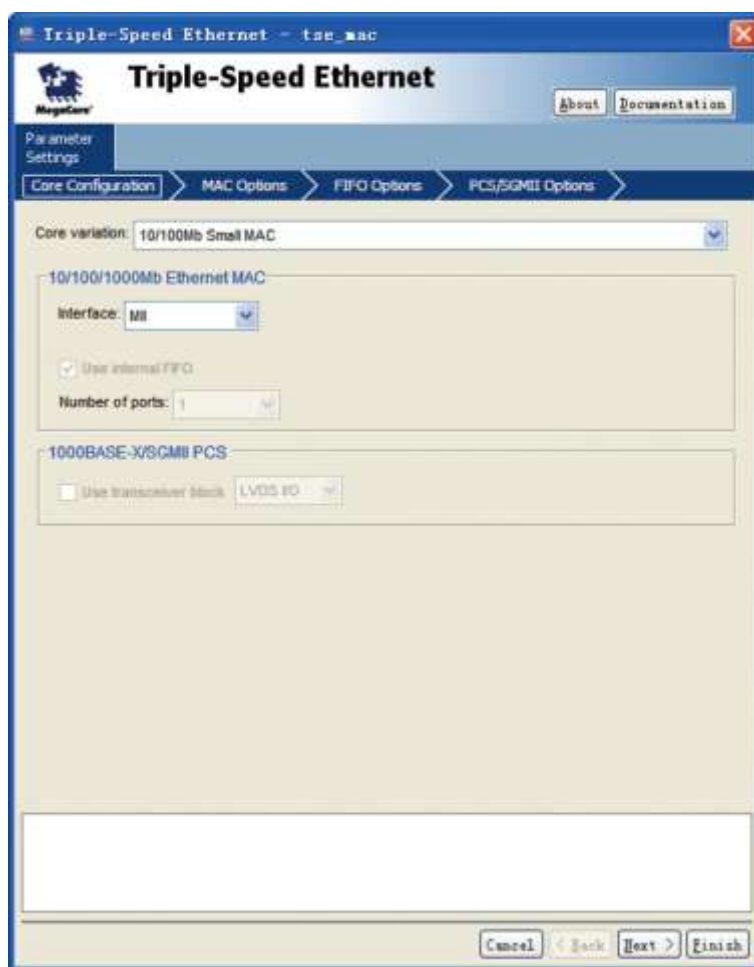 Triple-Speed Ethernet - tse_mac
MegaCore®
Triple-Speed Ethernet
About
Documentation
Parameter
Settings
Core Configuration
MAC Options
FIFO Options
PCS/SGMII Options
Core variation: 10/100Mb Small MAC
10/100/1000Mb Ethernet MAC
Interface: MII
Use internal FIFO
Number of ports: 1
1000BASE-X/SGMII PCS
Use transceiver block LVDS I/O
Cancel
< Back
Next >
Finish